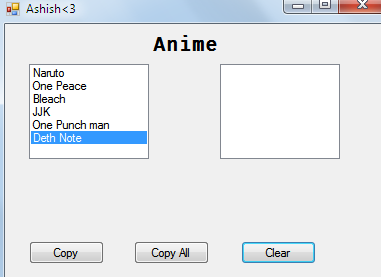 Ashish<3
Anime
Naruto
One Peace
Bleach
JJK
One Punch man
Deth Note
Copy
Copy All
Clear